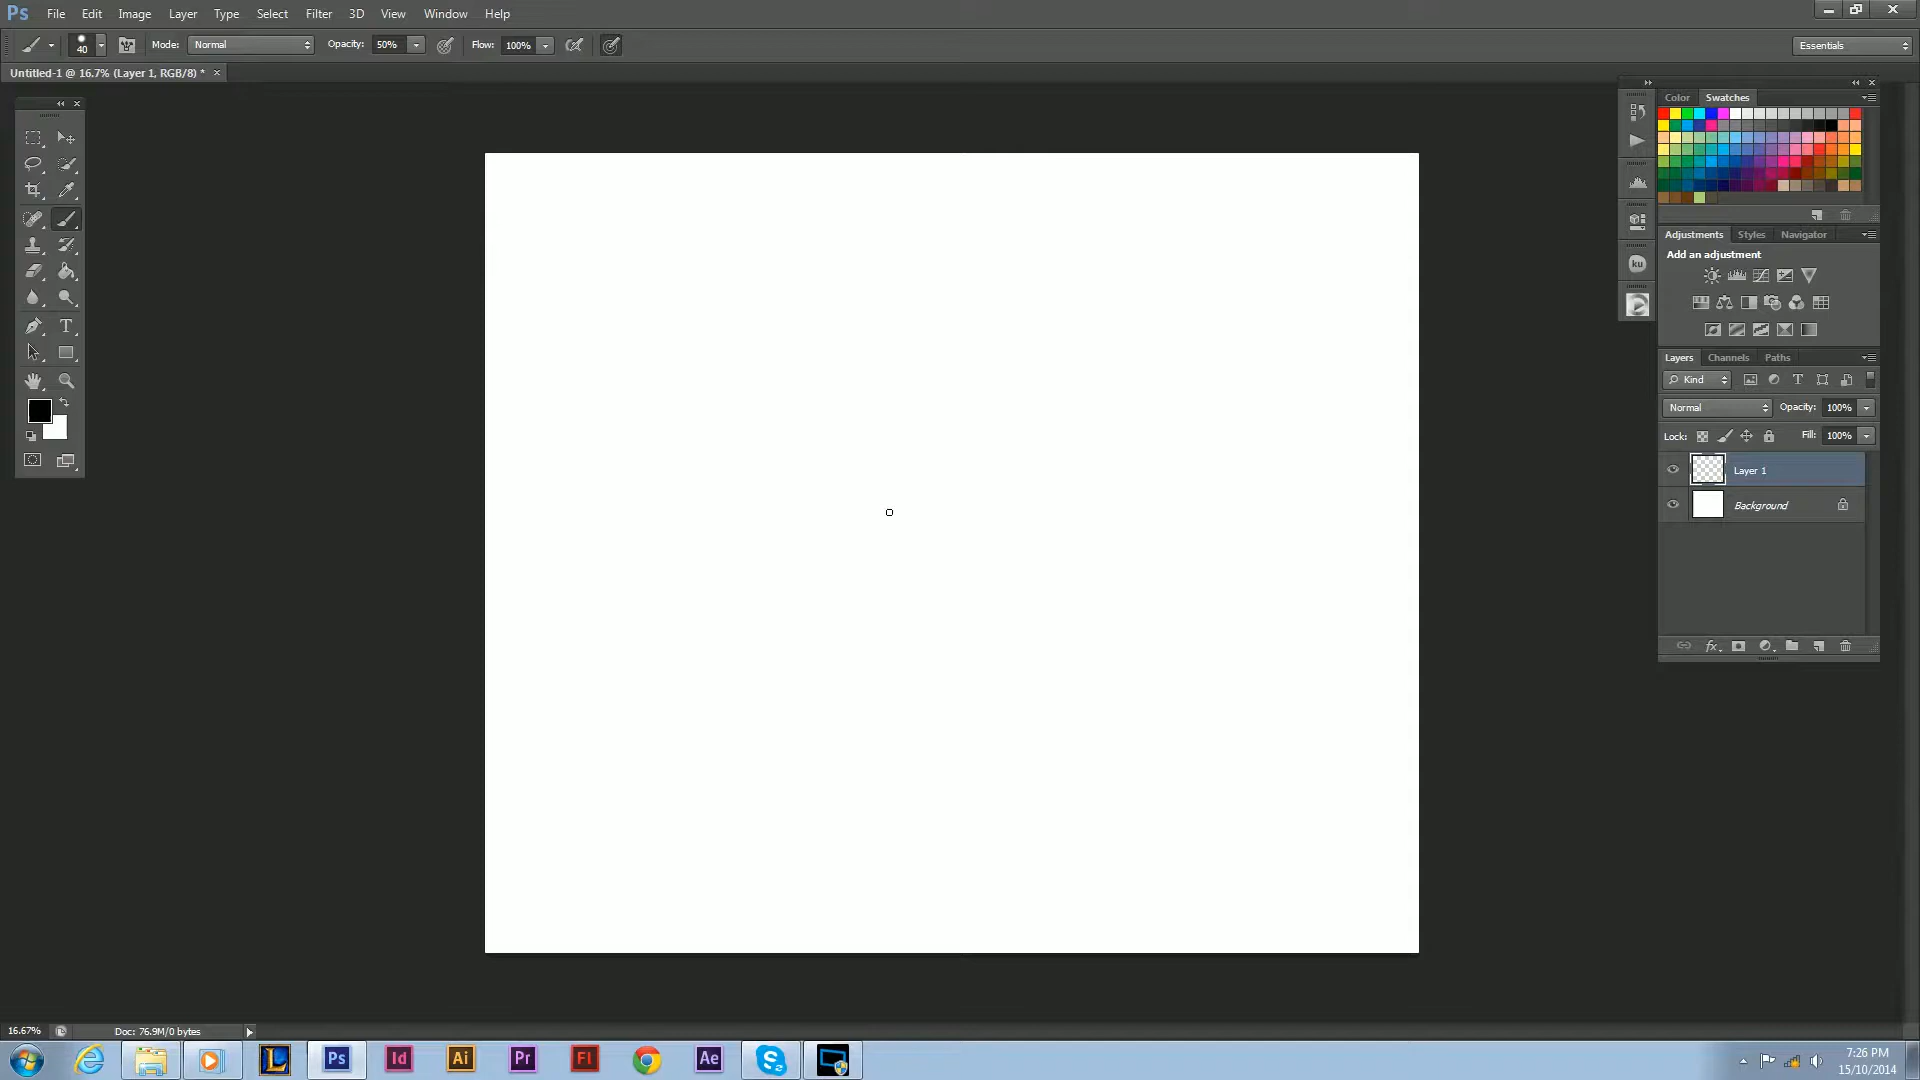 Ps File Edit Image Layer Type Select Filter 3D View Window Help
40 Mode: Normal Opacity: 50% Flow: 100% Essentials
Untitled-1 @ 16.7% (Layer 1, RGB/8) * ×
Color Swatches
Adjustments Styles Navigator
Add an adjustment
ku
T
Layers Channels Paths
Kind T
Normal Opacity: 100%
Lock: Fill: 100%
Layer 1
Background
fx
16.67% Doc: 76.9M/0 bytes
L Ps Id Ai Pr Fl Ae S 2
7:26 PM
15/10/2014